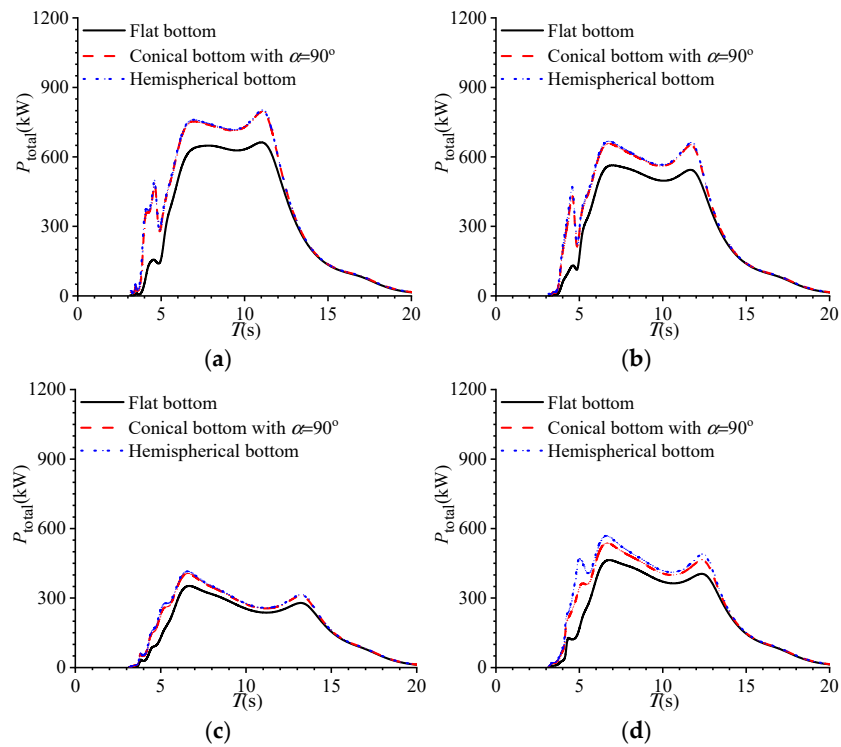 1200
900
600
300
0
P_total(kW)
Flat bottom
Conical bottom with α=90°
Hemispherical bottom
0 5 10 15 20
T(s)
(a)
1200
900
600
300
0
P_total(kW)
Flat bottom
Conical bottom with α=90°
Hemispherical bottom
0 5 10 15 20
T(s)
(b)
1200
900
600
300
0
P_total(kW)
Flat bottom
Conical bottom with α=90°
Hemispherical bottom
0 5 10 15 20
T(s)
(c)
1200
900
600
300
0
P_total(kW)
Flat bottom
Conical bottom with α=90°
Hemispherical bottom
0 5 10 15 20
T(s)
(d)